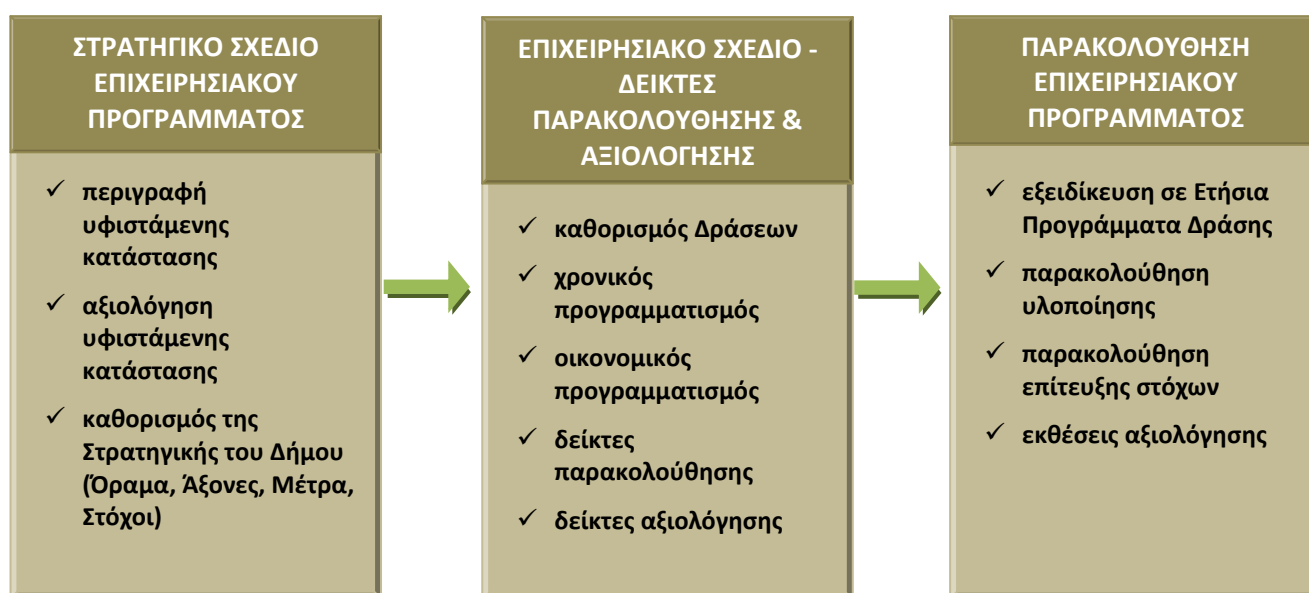 ΣΤΡΑΤΗΓΙΚΟ ΣΧΕΔΙΟ
ΕΠΙΧΕΙΡΗΣΙΑΚΟΥ
ΠΡΟΓΡΑΜΜΑΤΟΣ
✓ περιγραφή
υφιστάμενης
κατάστασης
✓ αξιολόγηση
υφιστάμενης
κατάστασης
✓ καθορισμός της
Στρατηγικής του Δήμου
(Όραμα, Άξονες, Μέτρα,
Στόχοι)
ΕΠΙΧΕΙΡΗΣΙΑΚΟ ΣΧΕΔΙΟ -
ΔΕΙΚΤΕΣ
ΠΑΡΑΚΟΛΟΥΘΗΣΗΣ &
ΑΞΙΟΛΟΓΗΣΗΣ
✓ καθορισμός Δράσεων
✓ χρονικός
προγραμματισμός
✓ οικονομικός
προγραμματισμός
✓ δείκτες
παρακολούθησης
✓ δείκτες αξιολόγησης
ΠΑΡΑΚΟΛΟΥΘΗΣΗ
ΕΠΙΧΕΙΡΗΣΙΑΚΟΥ
ΠΡΟΓΡΑΜΜΑΤΟΣ
✓ εξειδίκευση σε Ετήσια
Προγράμματα Δράσης
✓ παρακολούθηση
υλοποίησης
✓ παρακολούθηση
επίτευξης στόχων
✓ εκθέσεις αξιολόγησης